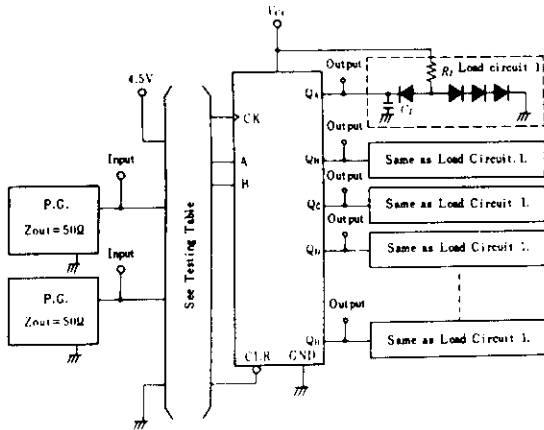 Vcc
Output
RL Load circuit 1
4.5V
QA
CL
CK
Output
Input
A
QB
Same as Load Circuit 1.
B
Output
P.G.
Zout = 50Ω
QC
Same as Load Circuit 1.
Output
Input
See Testing Table
QD
Same as Load Circuit 1.
P.G.
Zout = 50Ω
Output
QH
Same as Load Circuit 1.
CLR
GND